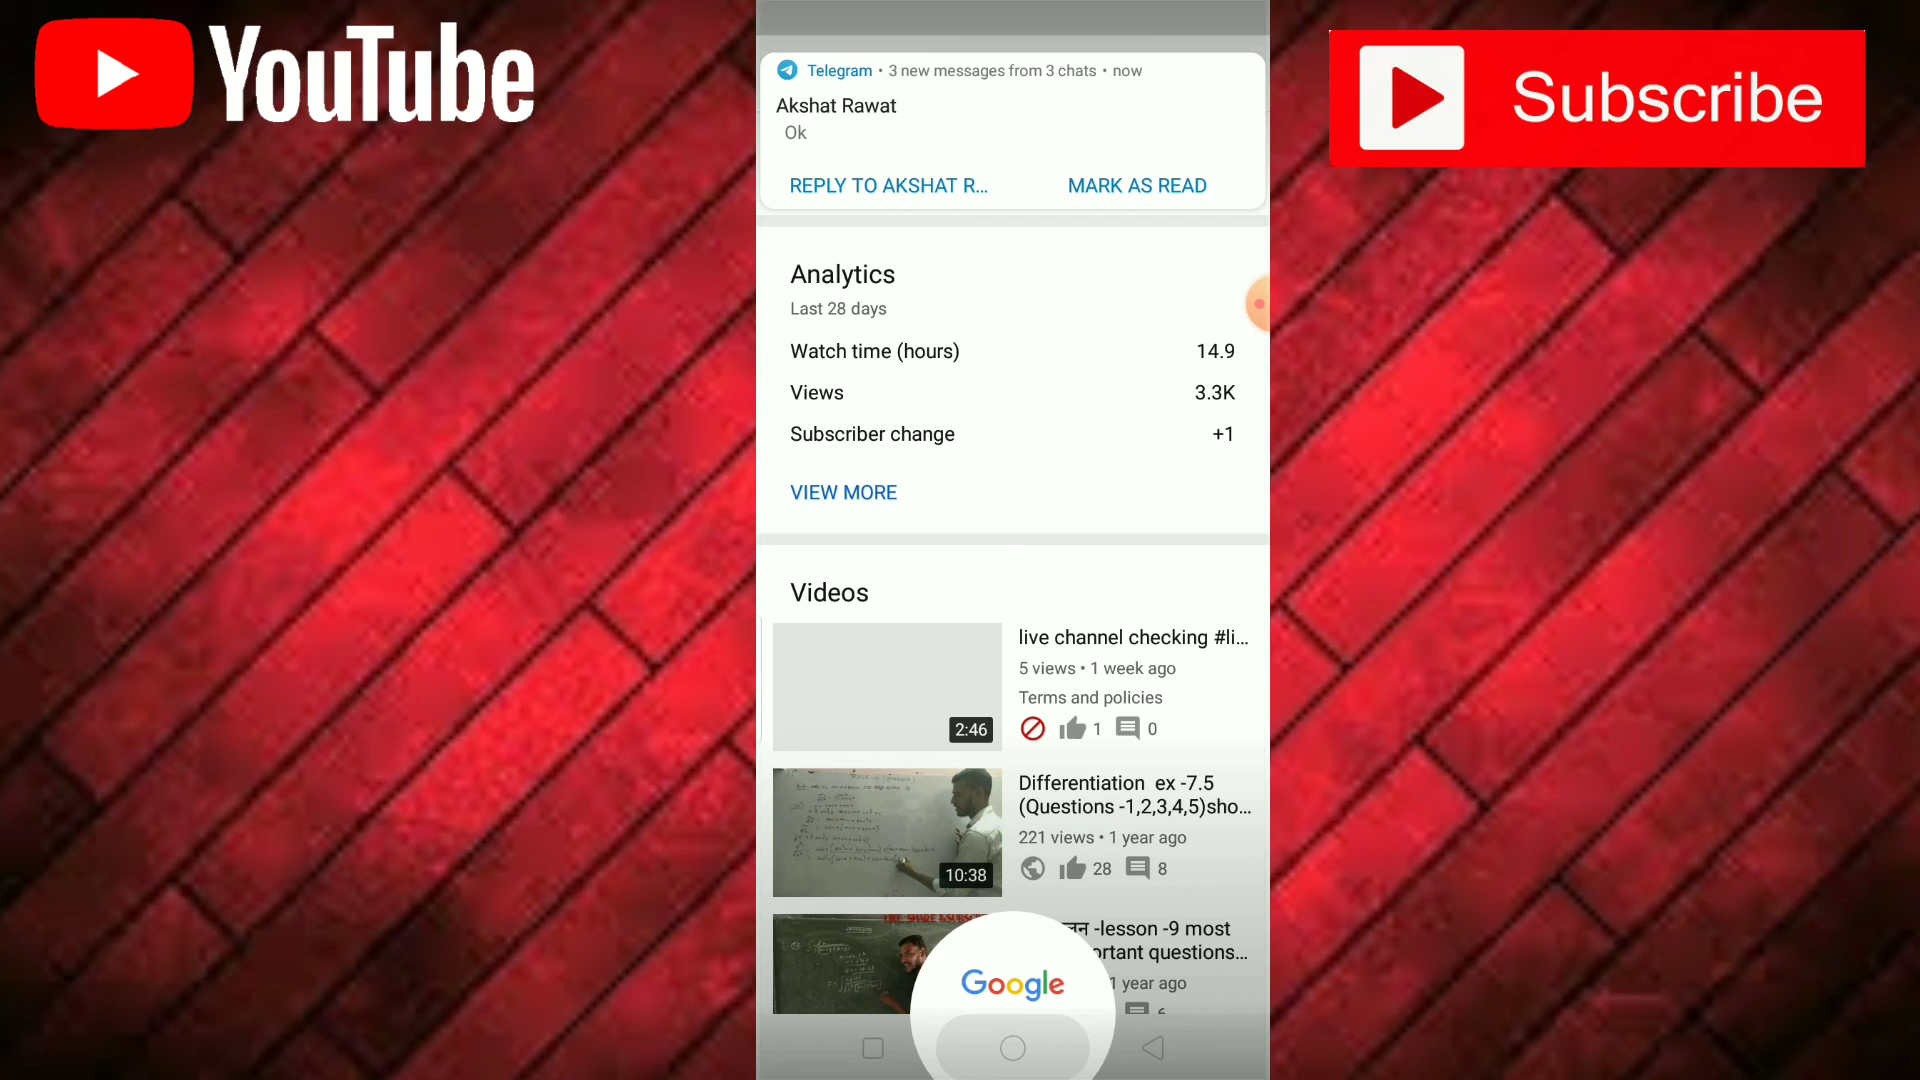 YouTube
Subscribe
Telegram • 3 new messages from 3 chats • now
Akshat Rawat
Ok
REPLY TO AKSHAT R...
MARK AS READ
Analytics
Last 28 days
Watch time (hours) 14.9
Views 3.3K
Subscriber change +1
VIEW MORE
Videos
live channel checking #li...
5 views • 1 week ago
Terms and policies
1 0
2:46
Differentiation ex -7.5
(Questions -1,2,3,4,5)sho...
221 views • 1 year ago
28 8
10:38
LIKE SHARE &
-lesson -9 most
questions...
1 year ago
Google